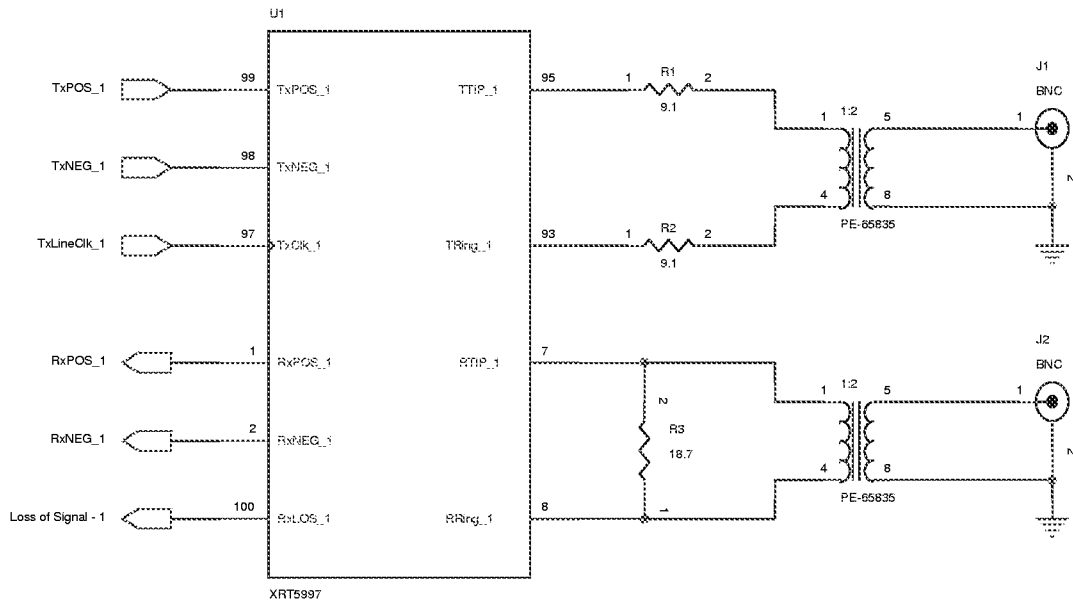 U1
TxPOS_1 99 TxPOS_1 TTIP_1 95 1 R1 2 9.1
J1
BNC
1 1:2 5 1
TxNEG_1 98 TxNEG_1
2
4 8
PE-65835
TxLineClk_1 97 TxClk_1 TRing_1 93 1 R2 2 9.1
J2
BNC
RxPOS_1 1 RxPOS_1 RTIP_1 7
1 1:2 5 1
2
R3
18.7
RxNEG_1 2 RxNEG_1
2
4 8
PE-65835
Loss of Signal - 1 100 RxLOS_1 RRing_1 8 1
XRT5997